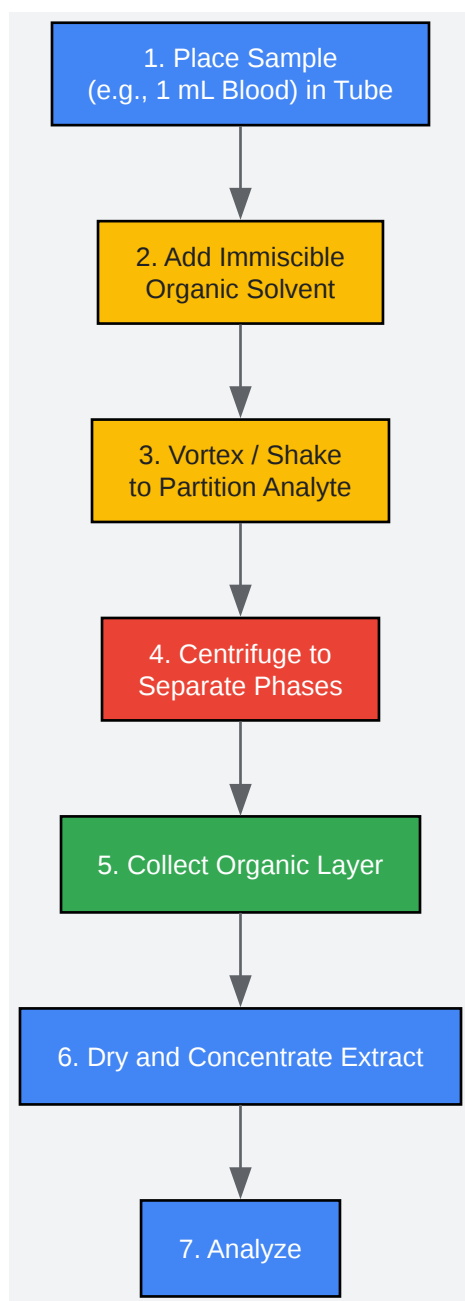 1. Place Sample
(e.g., 1 mL Blood) in Tube
2. Add Immiscible
Organic Solvent
3. Vortex / Shake
to Partition Analyte
4. Centrifuge to
Separate Phases
5. Collect Organic Layer
6. Dry and Concentrate Extract
7. Analyze